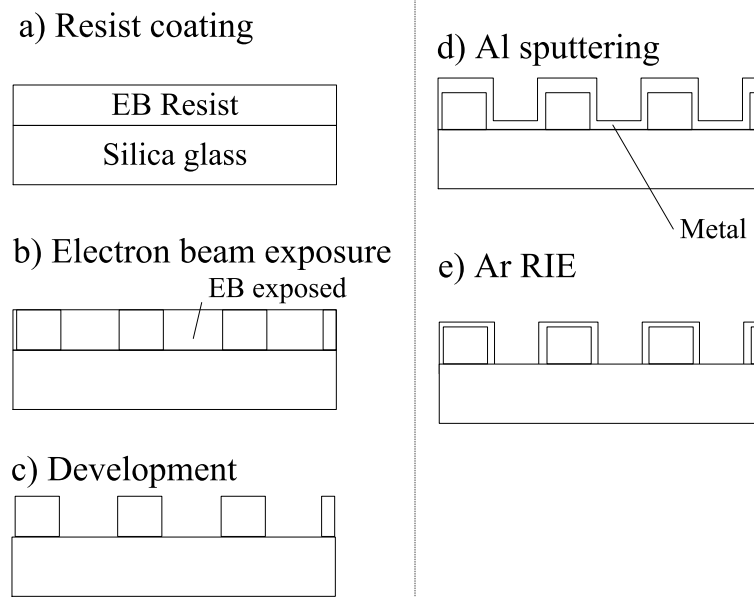 a) Resist coating
EB Resist
Silica glass
b) Electron beam exposure
EB exposed
c) Development
d) Al sputtering
Metal
e) Ar RIE